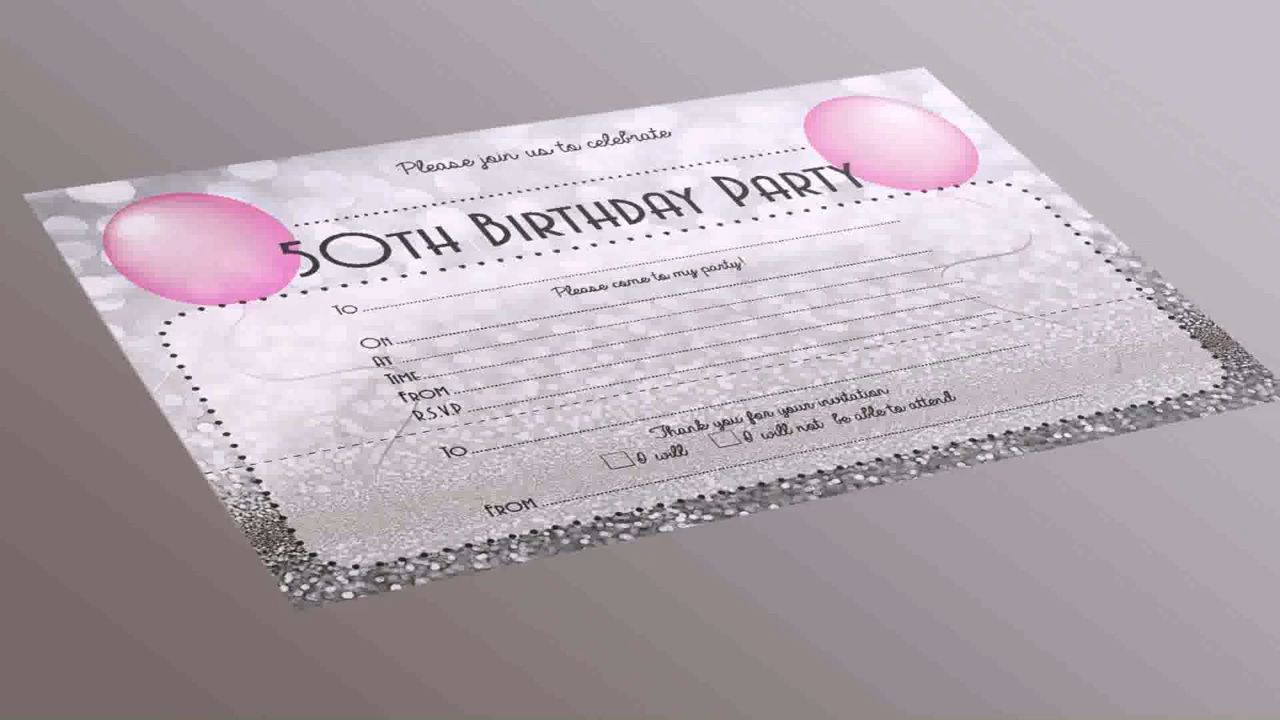 Please join us to celebrate
50TH BIRTHDAY PARTY
TO
Please come to my party!
ON
AT
TIME
FROM
R.S.V.P
Thank you for your invitation
TO
I will I will not be able to attend
FROM